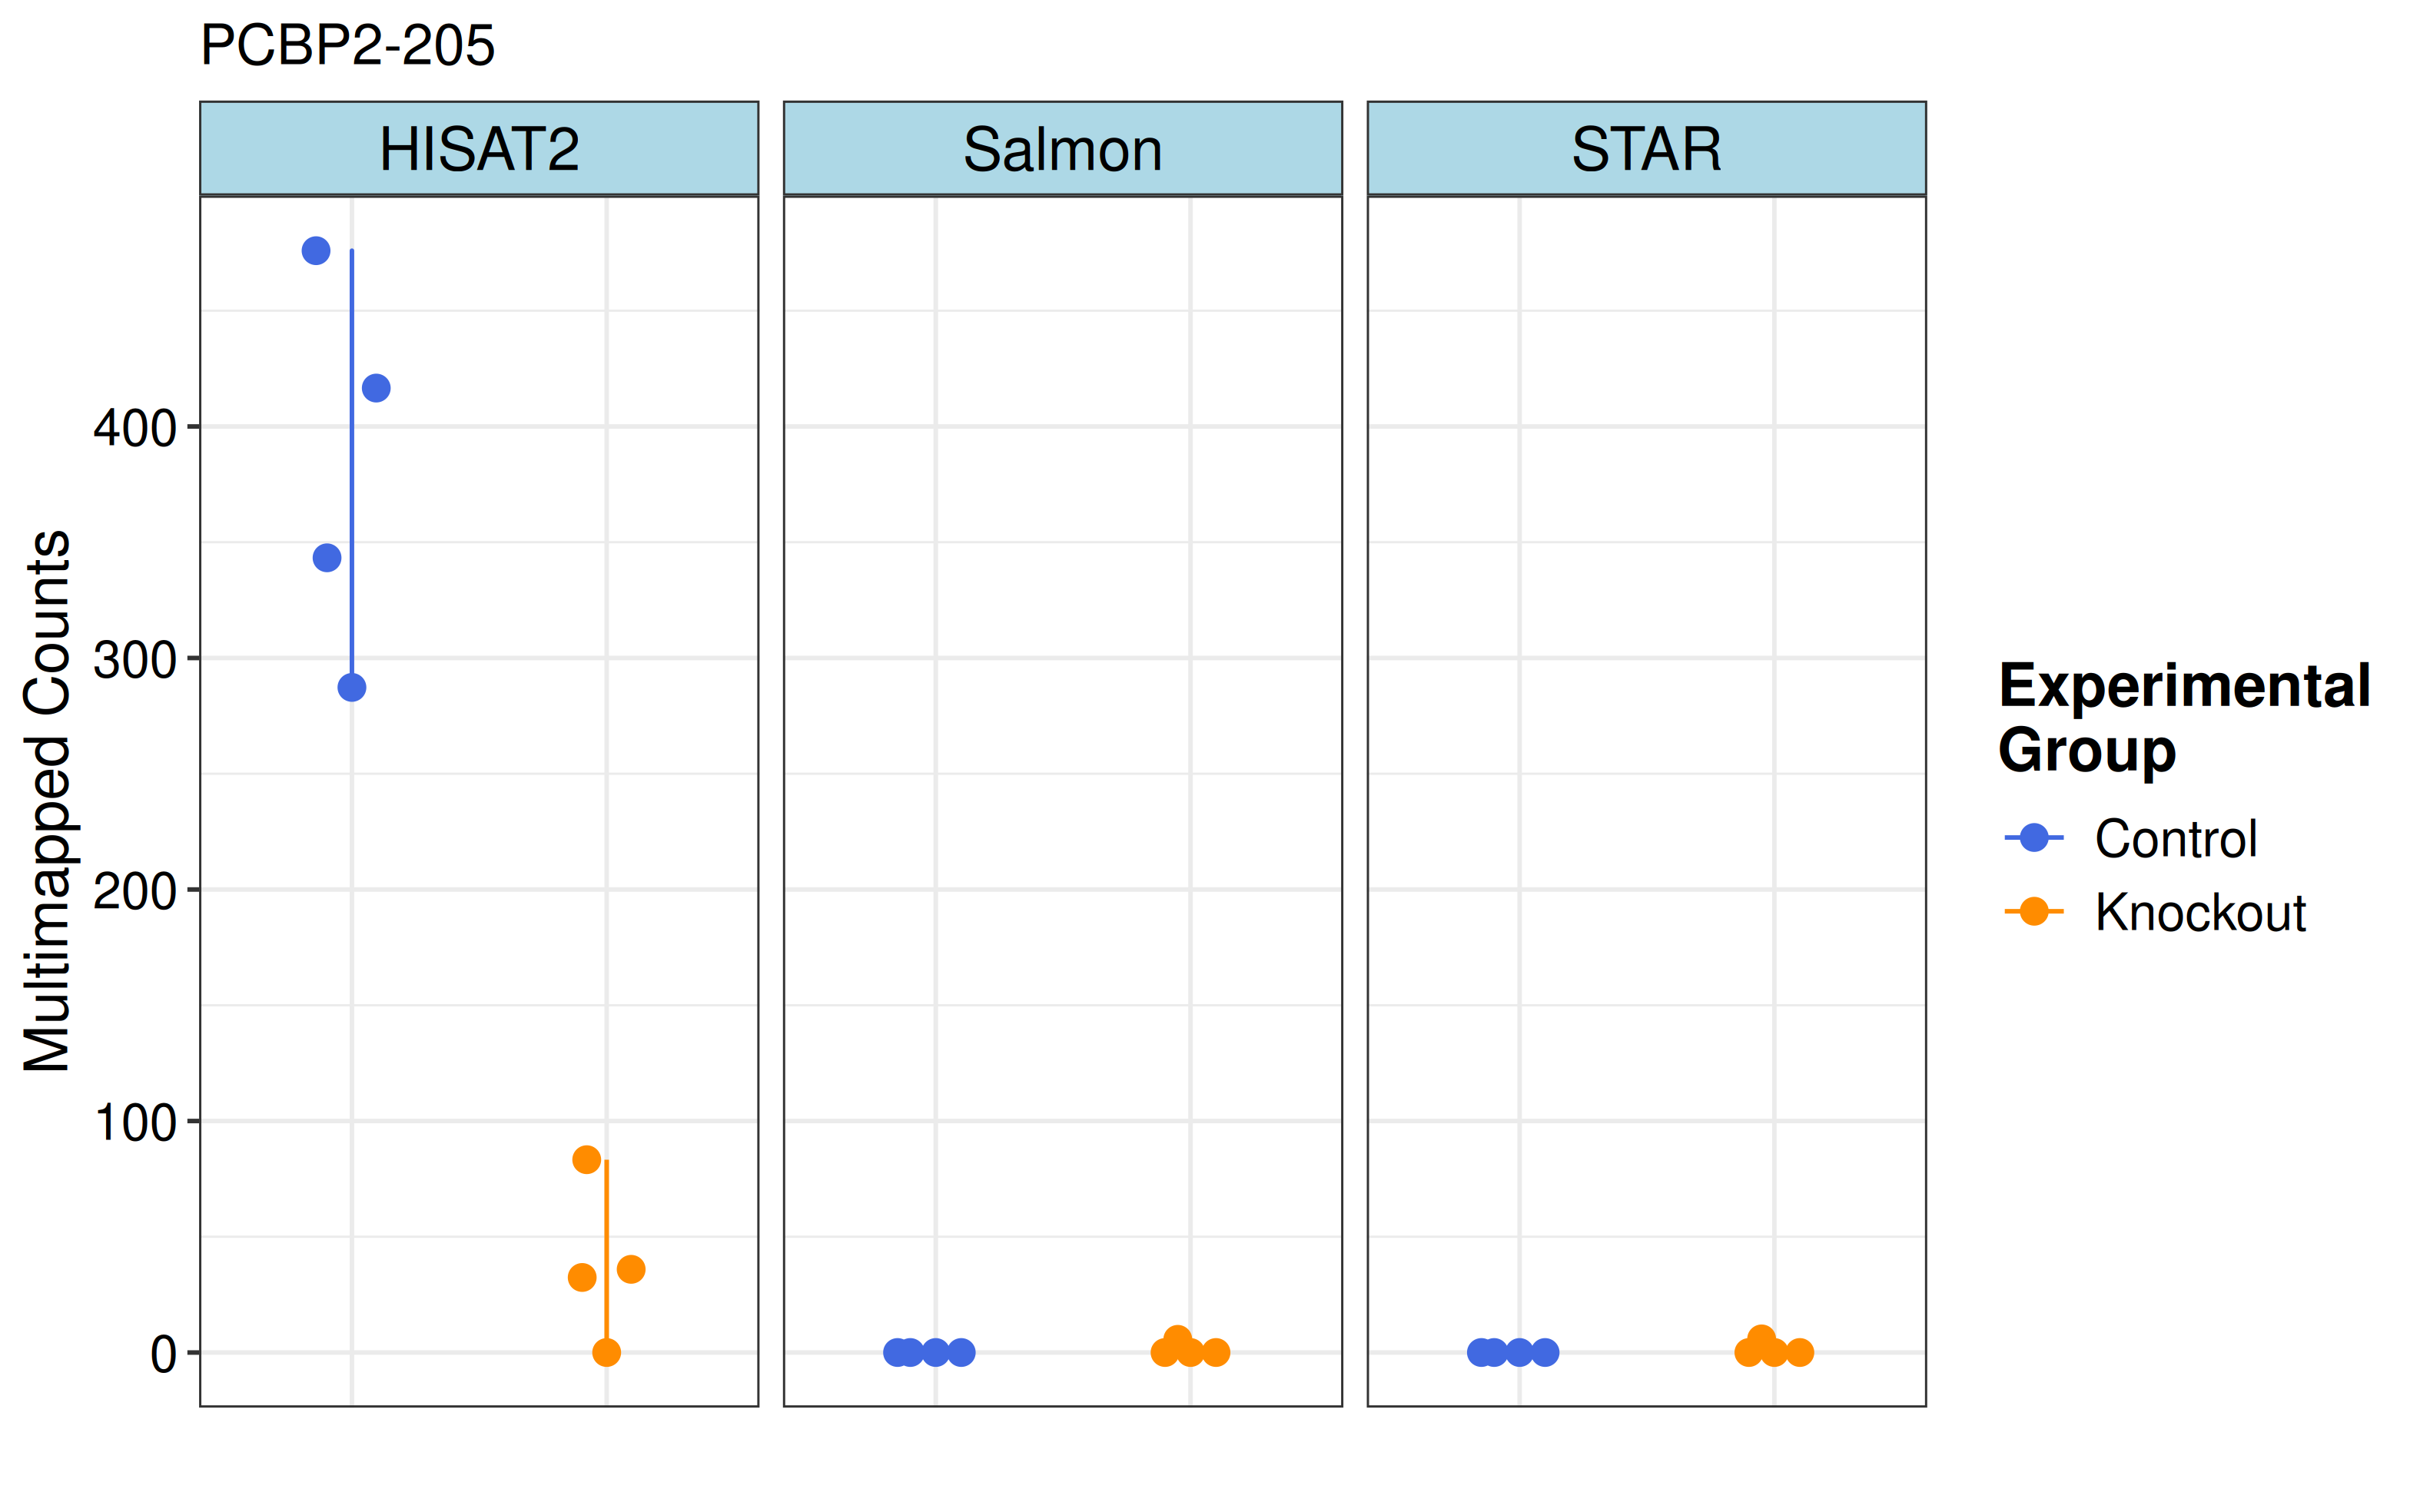 PCBP2-205
HISAT2
Salmon
STAR
Multimapped Counts
400
300
200
100
0
Experimental
Group
Control
Knockout